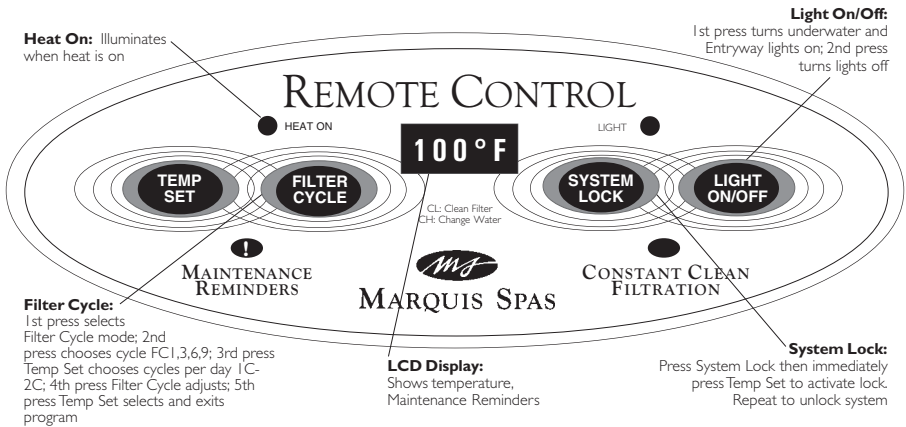 Light On/Off:
1st press turns underwater and
Entryway lights on; 2nd press
turns lights off
Heat On: Illuminates
when heat is on
REMOTE CONTROL
HEAT ON
LIGHT
100°F
TEMP
SET
FILTER
CYCLE
SYSTEM
LOCK
LIGHT
ON/OFF
CL: Clean Filter
CH: Change Water
!
MAINTENANCE
REMINDERS
ms
MARQUIS SPAS
CONSTANT CLEAN
FILTRATION
Filter Cycle:
1st press selects
Filter Cycle mode; 2nd
press chooses cycle FC1,3,6,9; 3rd press
Temp Set chooses cycles per day 1C-
2C; 4th press Filter Cycle adjusts; 5th
press Temp Set selects and exits
program
LCD Display:
Shows temperature,
Maintenance Reminders
System Lock:
Press System Lock then immediately
press Temp Set to activate lock.
Repeat to unlock system